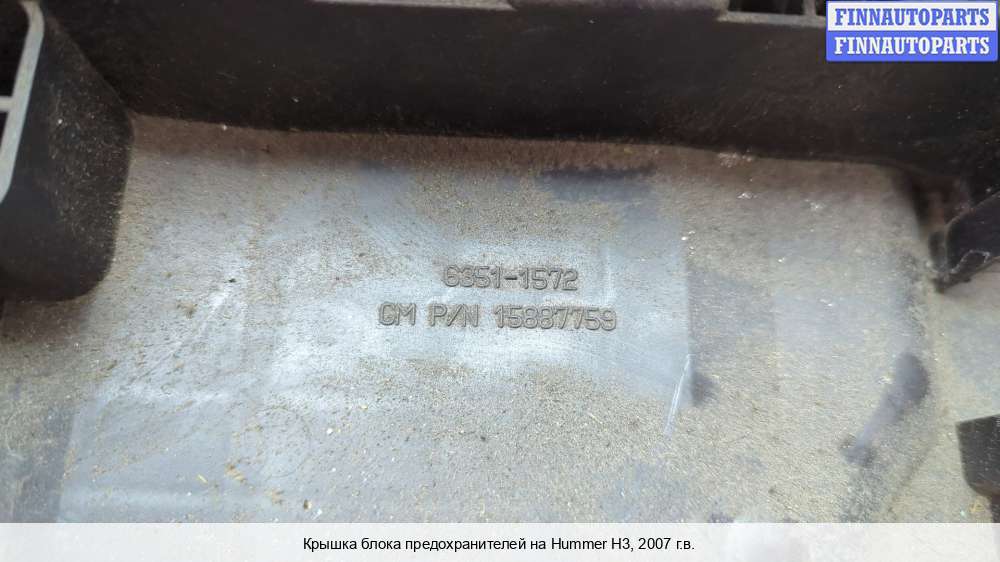 FINNAUTOPARTS
FINNAUTOPARTS
6351-1572
GM P/N 15887759
Крышка блока предохранителей на Hummer H3, 2007 г.в.